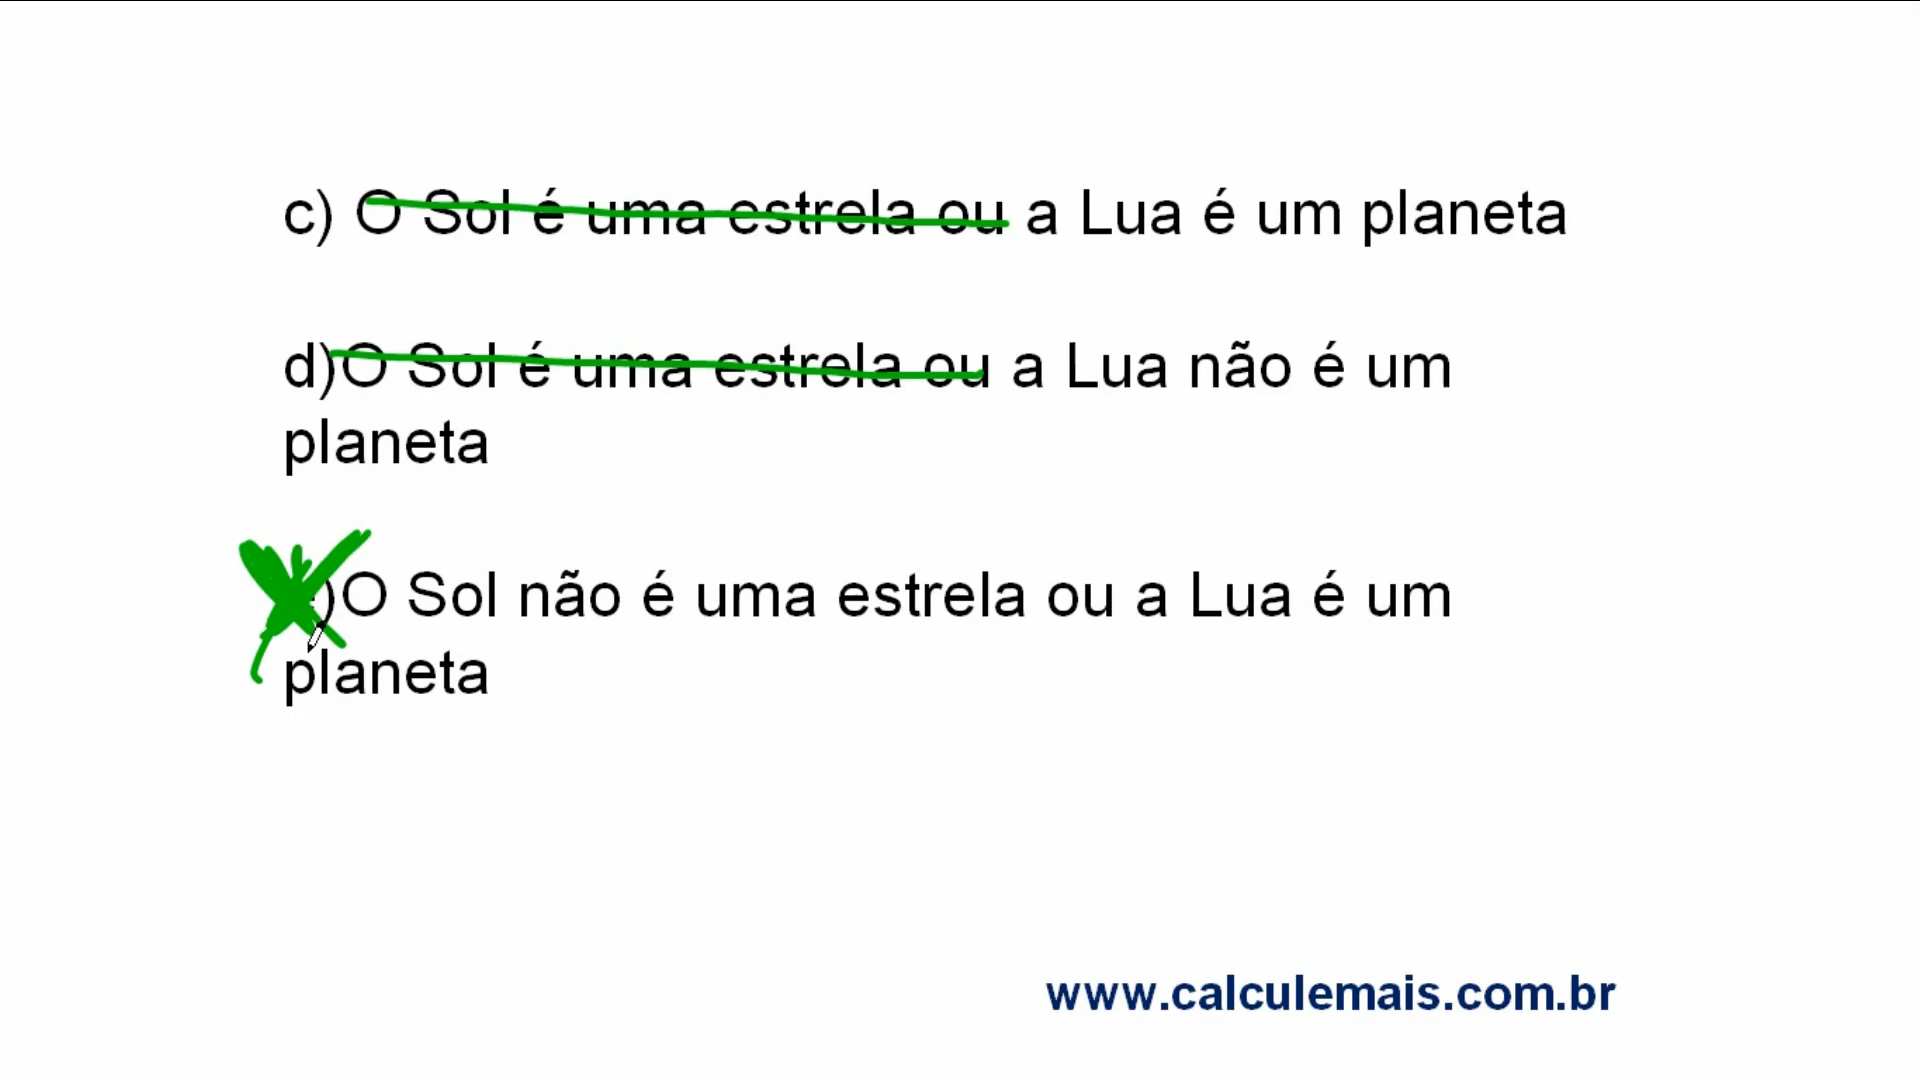 c) O Sol é uma estrela ou a Lua é um planeta
d)O Sol é uma estrela ou a Lua não é um
planeta
)O Sol não é uma estrela ou a Lua é um
planeta
www.calculemais.com.br